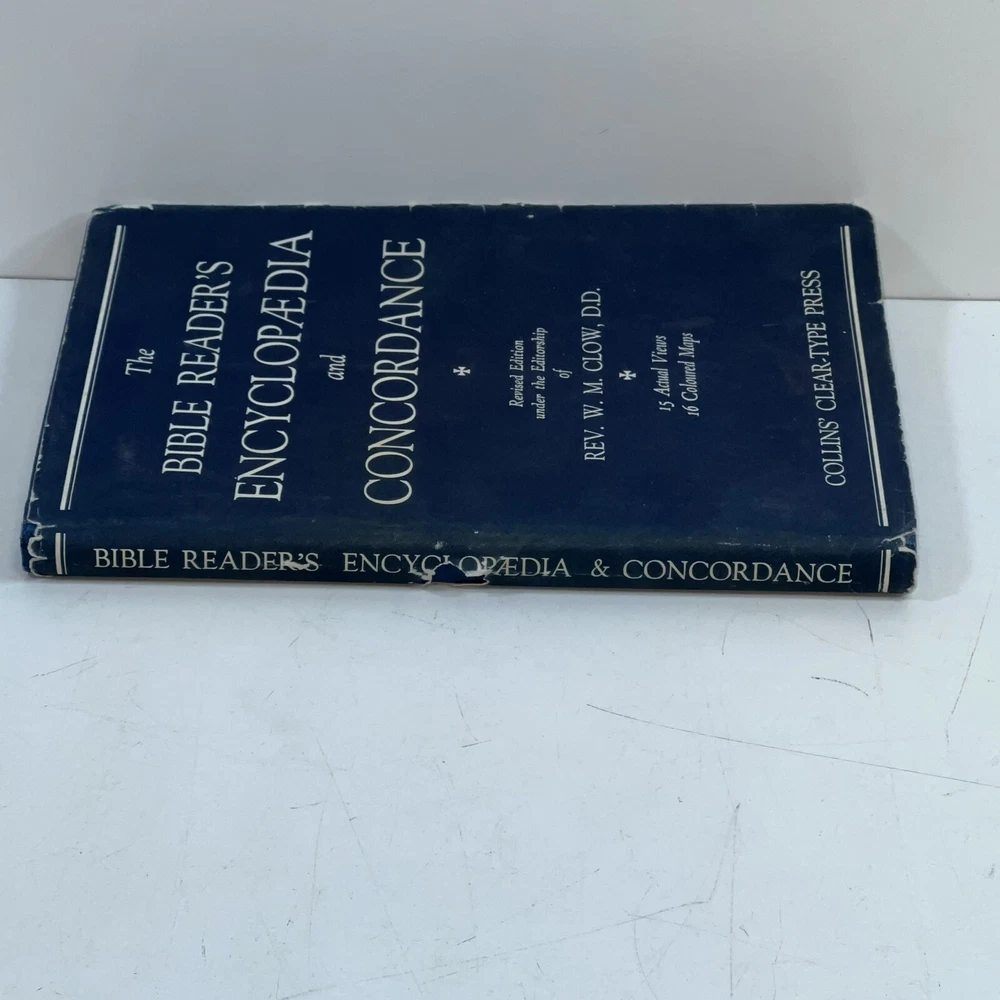 The
BIBLE READER'S
ENCYCLOPÆDIA
and
CONCORDANCE
Revised Edition
under the Editorship
of
REV. W. M. CLOW, D.D.
15 Actual Views
16 Coloured Maps
COLLINS' CLEAR-TYPE PRESS
BIBLE READER'S ENCYCLOPÆDIA & CONCORDANCE